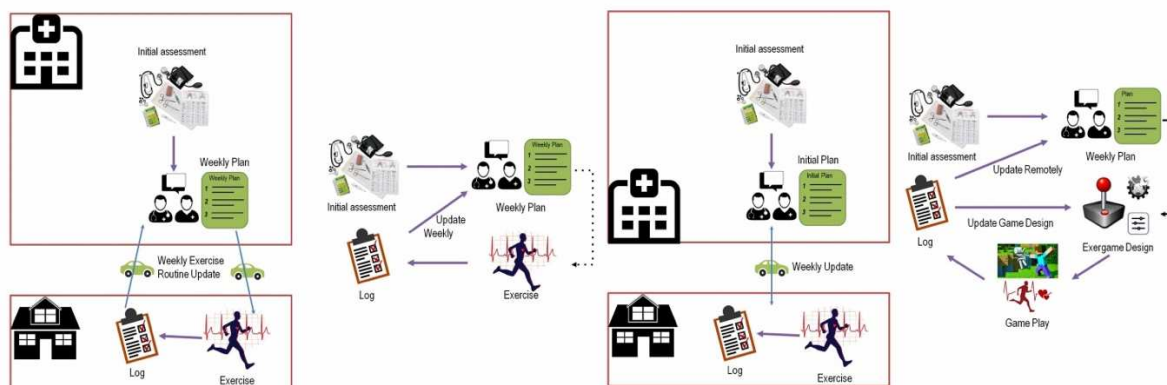 Initial assessment
Weekly Plan
Weekly Plan
1
2
3
Weekly Exercise
Routine Update
Log
Exercise
Initial assessment
Weekly Plan
1
2
3
Weekly Plan
Update
Weekly
Log
Exercise
Initial assessment
Initial Plan
Initial Plan
1
2
3
Weekly Update
Log
Exercise
Initial assessment
Plan
1
2
3
Weekly Plan
Update Remotely
Log
Update Game Design
Exergame Design
Game Play